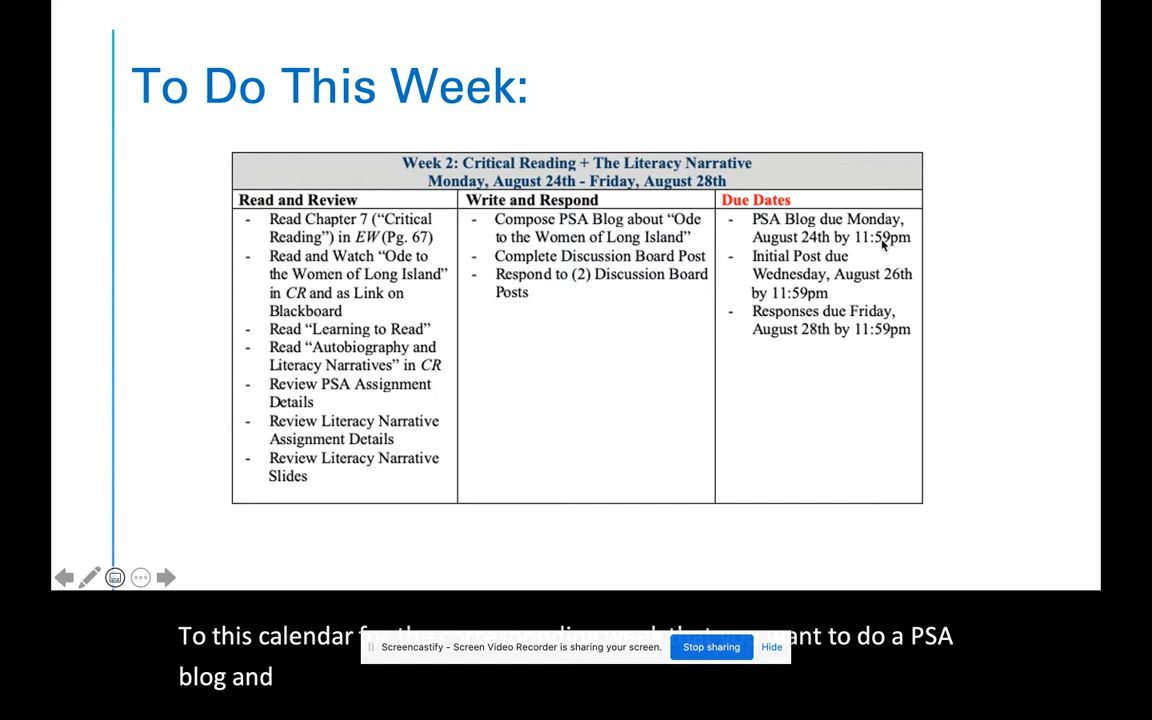 To Do This Week:
Week 2: Critical Reading + The Literacy Narrative
Monday, August 24th - Friday, August 28th
Read and Review
- Read Chapter 7 (“Critical
Reading”) in EW (Pg. 67)
- Read and Watch “Ode to
the Women of Long Island”
in CR and as Link on
Blackboard
- Read “Learning to Read”
- Read “Autobiography and
Literacy Narratives” in CR
- Review PSA Assignment
Details
- Review Literacy Narrative
Assignment Details
- Review Literacy Narrative
Slides
Write and Respond
- Compose PSA Blog about “Ode
to the Women of Long Island”
- Complete Discussion Board Post
- Respond to (2) Discussion Board
Posts
Due Dates
- PSA Blog due Monday,
August 24th by 11:59pm
- Initial Post due
Wednesday, August 26th
by 11:59pm
- Responses due Friday,
August 28th by 11:59pm
To this calendar want to do a PSA
blog and
Screencastify - Screen Video Recorder is sharing your screen.
Stop sharing
Hide